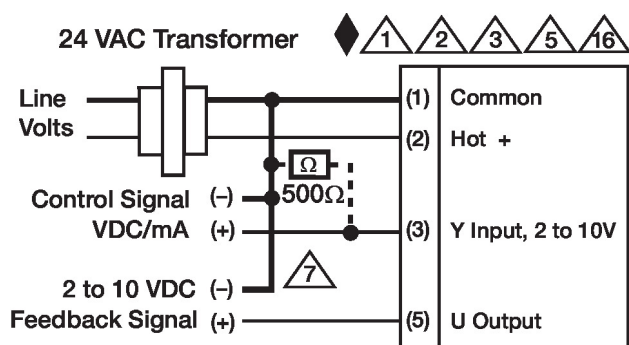 24 VAC Transformer
1 2 3 5 16
Line
Volts
(1) Common
(2) Hot +
Ω
500Ω
Control Signal (-)
VDC/mA (+)
(3) Y Input, 2 to 10V
7
2 to 10 VDC (-)
Feedback Signal (+)
(5) U Output